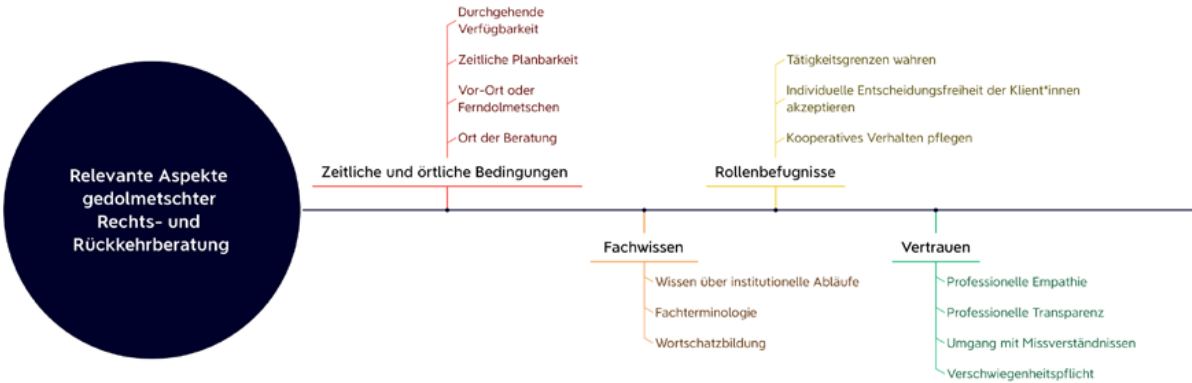 Relevante Aspekte
gedolmetschter
Rechts- und
Rückkehrberatung
Durchgehende
Verfügbarkeit
Zeitliche Planbarkeit
Vor-Ort oder
Ferndolmetschen
Ort der Beratung
Zeitliche und örtliche Bedingungen
Fachwissen
Wissen über institutionelle Abläufe
Fachterminologie
Wortschatzbildung
Tätigkeitsgrenzen wahren
Individuelle Entscheidungsfreiheit der Klient*innen
akzeptieren
Kooperatives Verhalten pflegen
Rollenbefugnisse
Vertrauen
Professionelle Empathie
Professionelle Transparenz
Umgang mit Missverständnissen
Verschwiegenheitspflicht